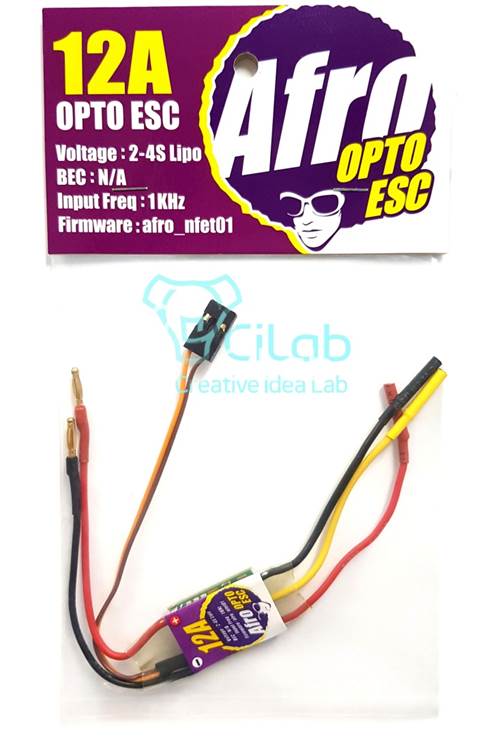 12A
OPTO ESC
Voltage : 2-4S Lipo
BEC : N/A
Input Freq : 1KHz
Firmware : afro_nfet01
Afro
OPTO
ESC
CiLab
Creative Idea Lab
12A
Afro
OPTO
ESC